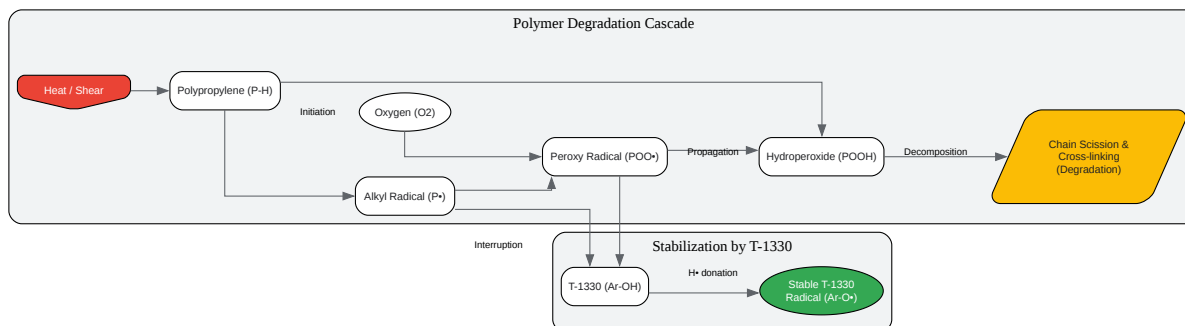 Polymer Degradation Cascade
Heat / Shear
Polypropylene (P-H)
Initiation
Oxygen (O2)
Alkyl Radical (P•)
Peroxy Radical (POO•)
Propagation
Hydroperoxide (POOH)
Decomposition
Chain Scission &
Cross-linking
(Degradation)
Interruption
Stabilization by T-1330
T-1330 (Ar-OH)
H• donation
Stable T-1330
Radical (Ar-O•)